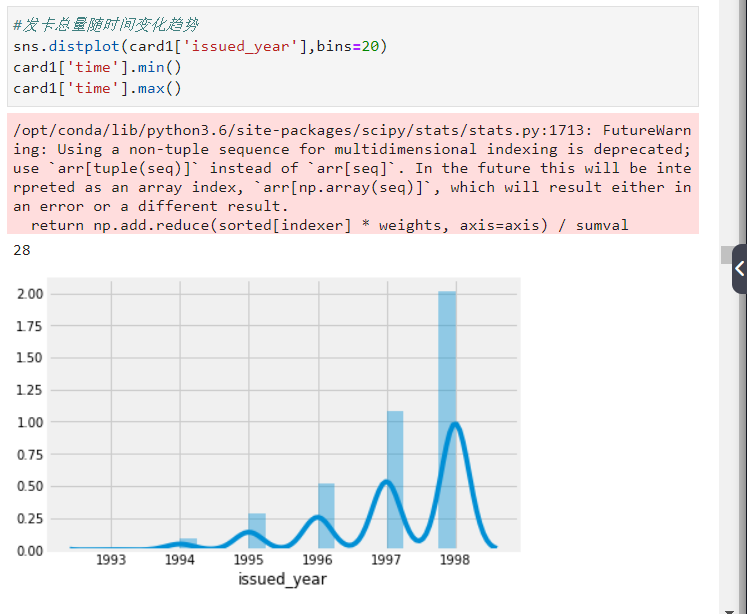 #发卡总量随时间变化趋势
sns.distplot(card1['issued_year'],bins=20)
card1['time'].min()
card1['time'].max()
/opt/conda/lib/python3.6/site-packages/scipy/stats/stats.py:1713: FutureWarn
ing: Using a non-tuple sequence for multidimensional indexing is deprecated;
use `arr[tuple(seq)]` instead of `arr[seq]`. In the future this will be inte
rpreted as an array index, `arr[np.array(seq)]`, which will result either in
an error or a different result.
  return np.add.reduce(sorted[indexer] * weights, axis=axis) / sumval
28
2.00
1.75
1.50
1.25
1.00
0.75
0.50
0.25
0.00
1993 1994 1995 1996 1997 1998
issued_year